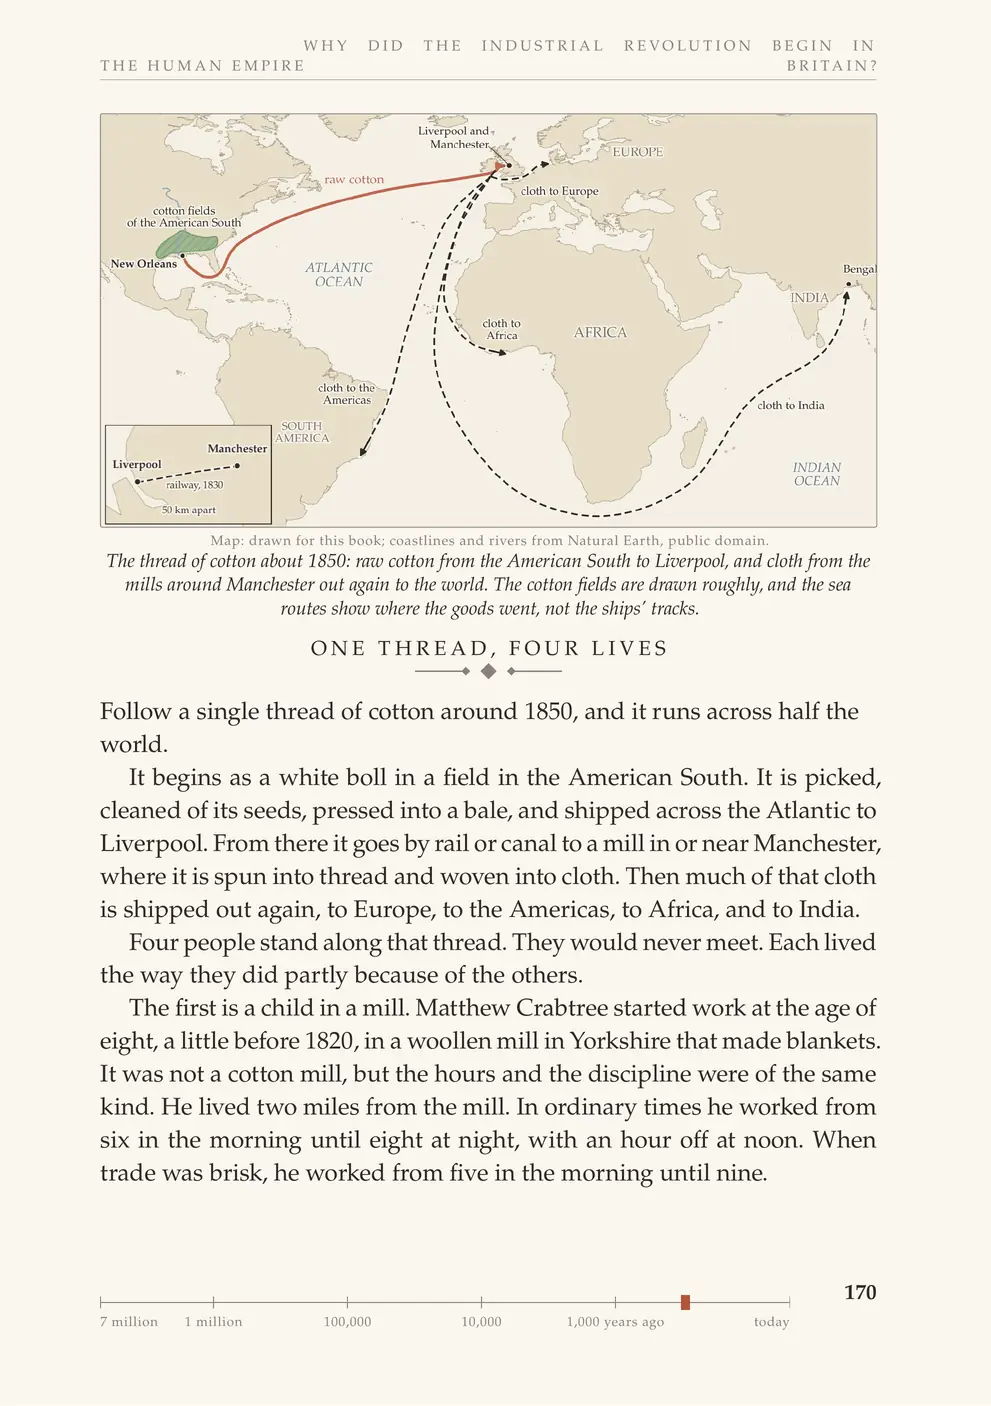 WHY DID THE INDUSTRIAL REVOLUTION BEGIN IN
THE HUMAN EMPIRE BRITAIN?
Liverpool and
Manchester
EUROPE
raw cotton
cloth to Europe
cotton fields
of the American South
New Orleans
ATLANTIC
OCEAN
Bengal
INDIA
cloth to
Africa
AFRICA
cloth to the
Americas
cloth to India
SOUTH
AMERICA
Manchester
Liverpool
railway, 1830
50 km apart
INDIAN
OCEAN
Map: drawn for this book; coastlines and rivers from Natural Earth, public domain.
The thread of cotton about 1850: raw cotton from the American South to Liverpool, and cloth from the
mills around Manchester out again to the world. The cotton fields are drawn roughly, and the sea
routes show where the goods went, not the ships’ tracks.
ONE THREAD, FOUR LIVES
Follow a single thread of cotton around 1850, and it runs across half the
world.
It begins as a white boll in a field in the American South. It is picked,
cleaned of its seeds, pressed into a bale, and shipped across the Atlantic to
Liverpool. From there it goes by rail or canal to a mill in or near Manchester,
where it is spun into thread and woven into cloth. Then much of that cloth
is shipped out again, to Europe, to the Americas, to Africa, and to India.
Four people stand along that thread. They would never meet. Each lived
the way they did partly because of the others.
The first is a child in a mill. Matthew Crabtree started work at the age of
eight, a little before 1820, in a woollen mill in Yorkshire that made blankets.
It was not a cotton mill, but the hours and the discipline were of the same
kind. He lived two miles from the mill. In ordinary times he worked from
six in the morning until eight at night, with an hour off at noon. When
trade was brisk, he worked from five in the morning until nine.
170
7 million 1 million 100,000 10,000 1,000 years ago today